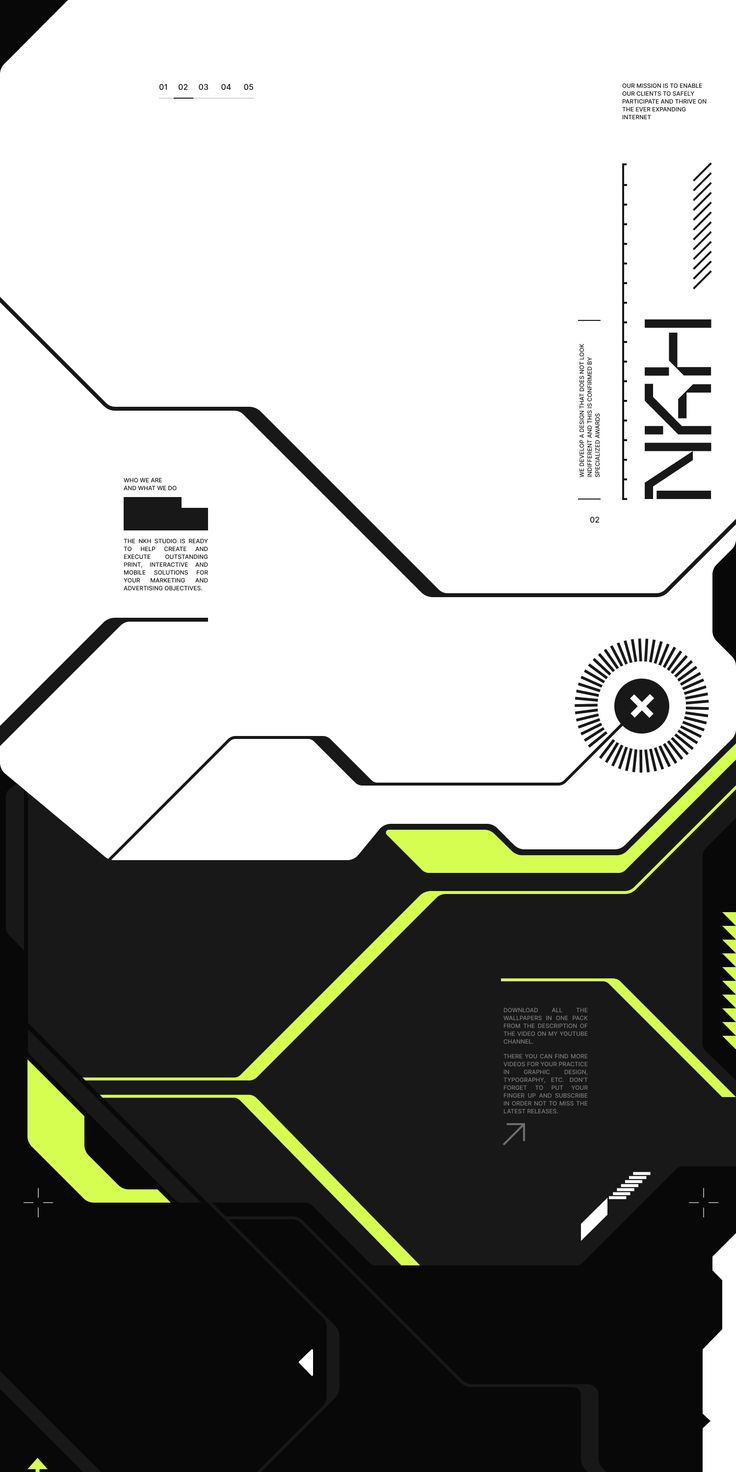 01 02 03 04 05
OUR MISSION IS TO ENABLE
OUR CLIENTS TO SAFELY
PARTICIPATE AND THRIVE ON
THE EVER EXPANDING
INTERNET
NKH
WE DEVELOP A DESIGN THAT DOES NOT LOOK
INDIFFERENT AND THIS IS CONFIRMED BY
SPECIALIZED AWARDS
02
WHO WE ARE
AND WHAT WE DO
THE NKH STUDIO IS READY
TO HELP CREATE AND
EXECUTE OUTSTANDING
PRINT, INTERACTIVE AND
MOBILE SOLUTIONS FOR
YOUR MARKETING AND
ADVERTISING OBJECTIVES.
DOWNLOAD ALL THE
WALLPAPERS IN ONE PACK
FROM THE DESCRIPTION OF
THE VIDEO ON MY YOUTUBE
CHANNEL.
THERE YOU CAN FIND MORE
VIDEOS FOR YOUR PRACTICE
IN GRAPHIC DESIGN,
TYPOGRAPHY, ETC. DON'T
FORGET TO PUT YOUR
FINGER UP AND SUBSCRIBE
IN ORDER NOT TO MISS THE
LATEST RELEASES.